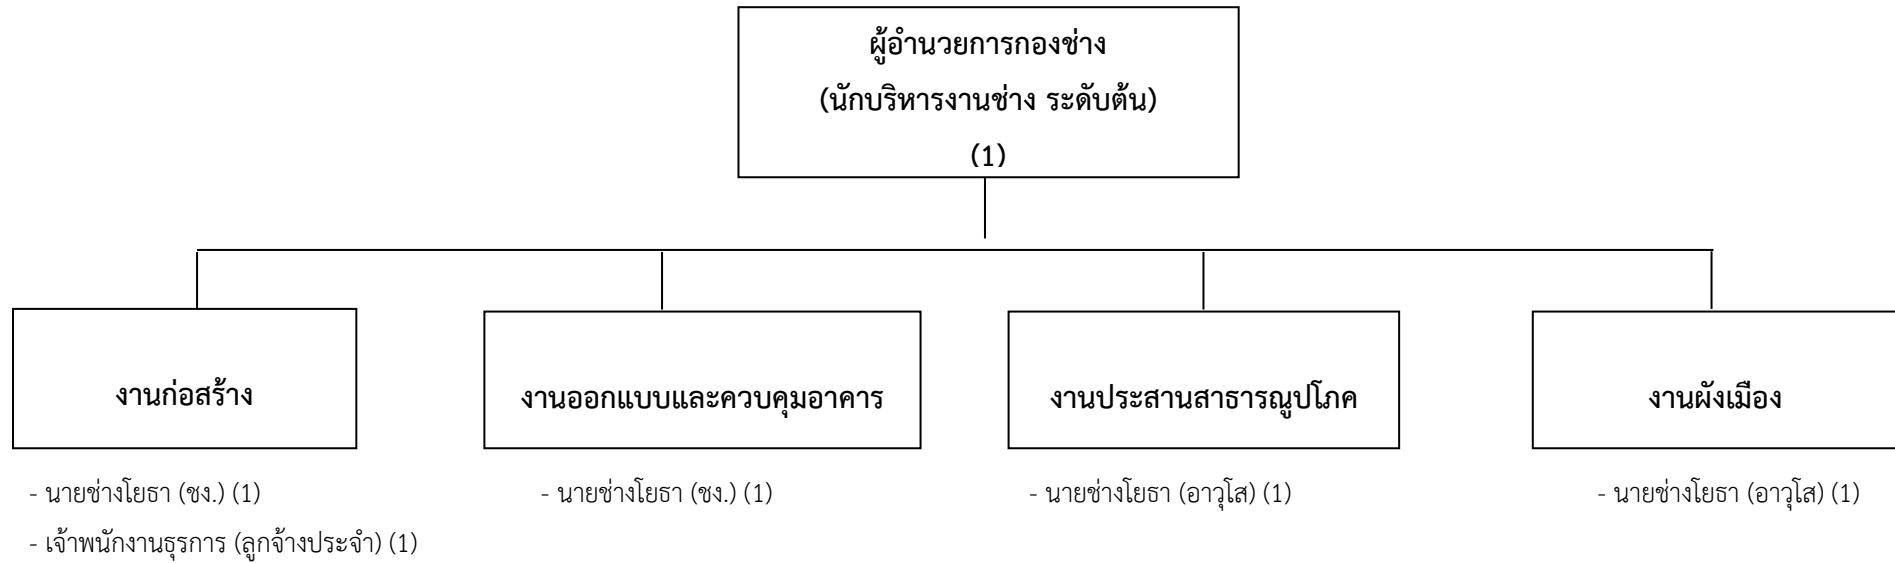 ผู้อำนวยการกองช่าง
(นักบริหารงานช่าง ระดับต้น)
(1)
งานก่อสร้าง
งานออกแบบและควบคุมอาคาร
งานประสานสาธารณูปโภค
งานผังเมือง
- นายช่างโยธา (ชง.) (1)
- เจ้าพนักงานธุรการ (ลูกจ้างประจำ) (1)
- นายช่างโยธา (ชง.) (1)
- นายช่างโยธา (อาวุโส) (1)
- นายช่างโยธา (อาวุโส) (1)